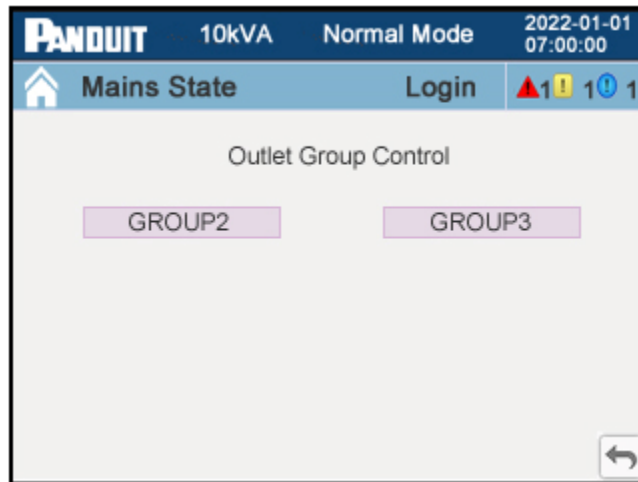 PANDUIT 10kVA Normal Mode 2022-01-01
07:00:00
Mains State Login 1 ! 1 ! 1
Outlet Group Control
GROUP2 GROUP3